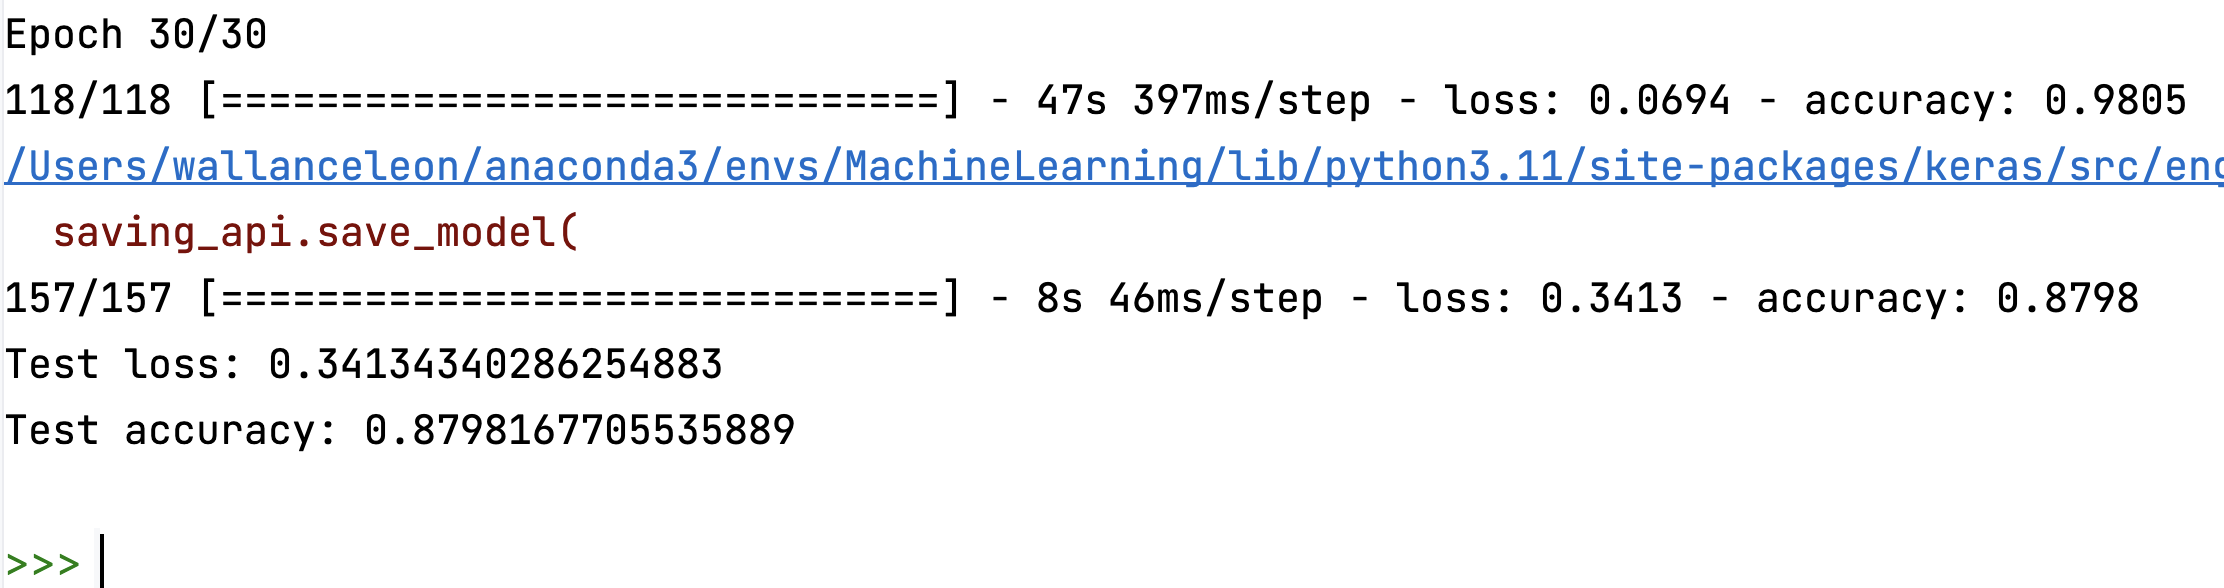 Epoch 30/30
118/118 [==============================] - 47s 397ms/step - loss: 0.0694 - accuracy: 0.9805
/Users/wallanceleon/anaconda3/envs/MachineLearning/lib/python3.11/site-packages/keras/src/eng
saving_api.save_model(
157/157 [==============================] - 8s 46ms/step - loss: 0.3413 - accuracy: 0.8798
Test loss: 0.34134340286254883
Test accuracy: 0.8798167705535889
>>>